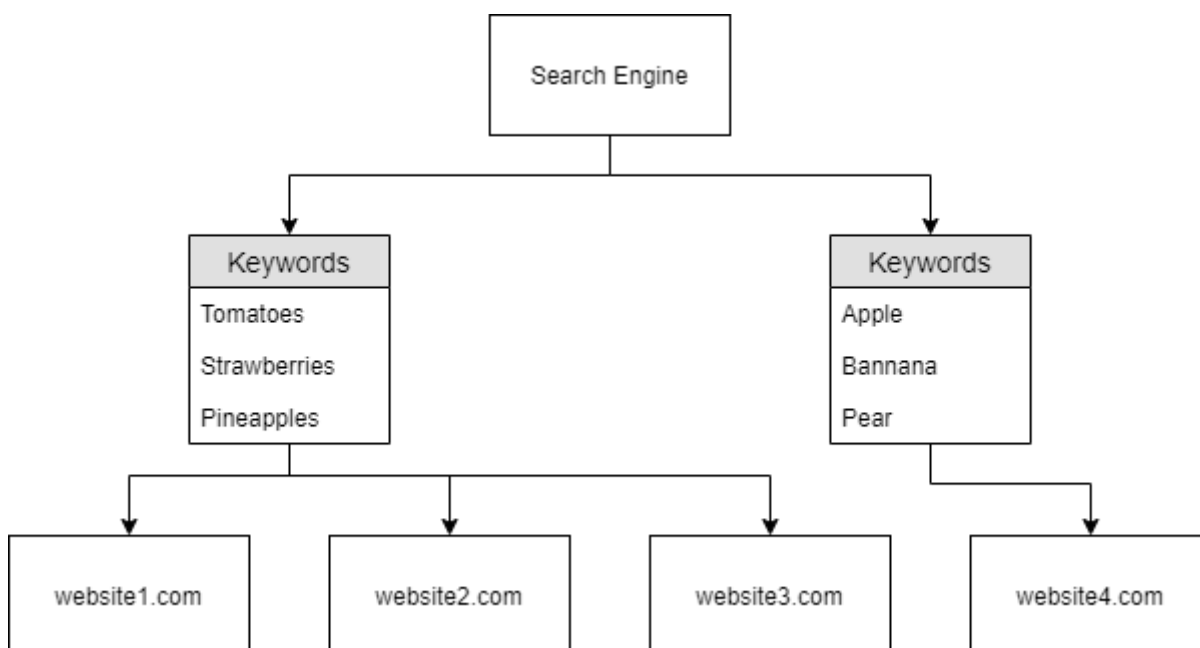 Search Engine
Keywords
Tomatoes
Strawberries
Pineapples
Keywords
Apple
Bannana
Pear
website1.com
website2.com
website3.com
website4.com